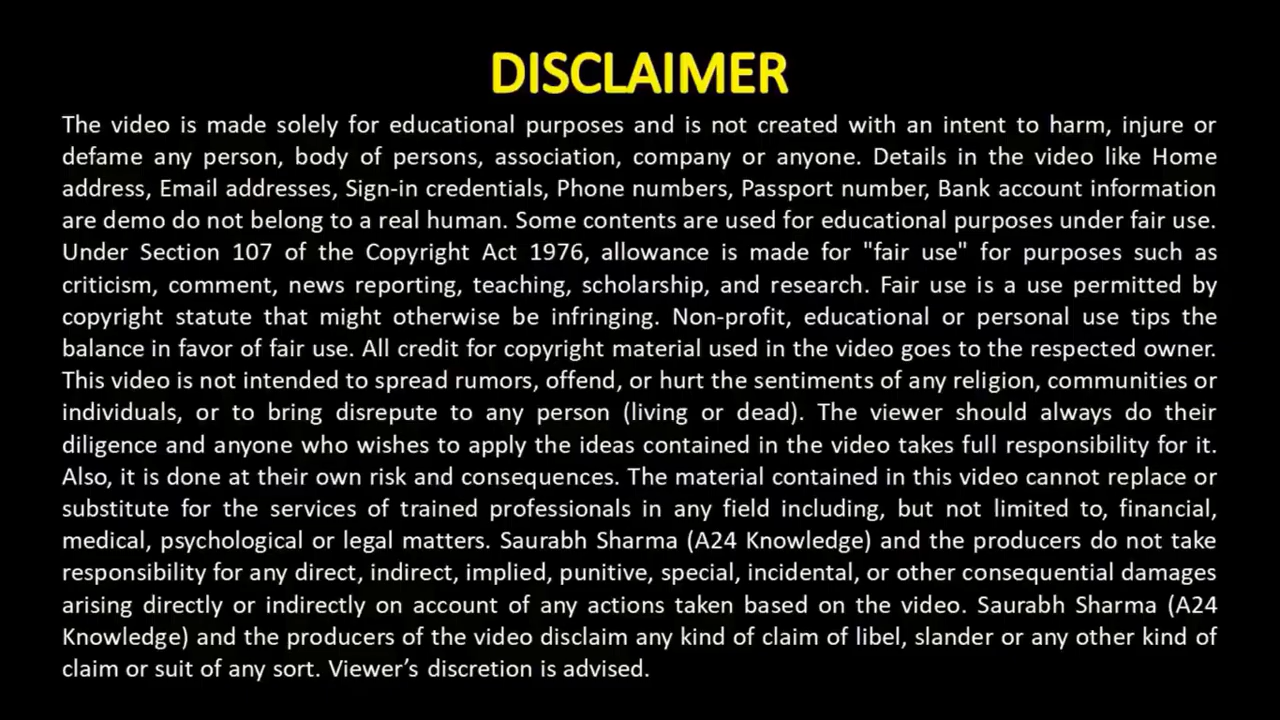 DISCLAIMER
The video is made solely for educational purposes and is not created with an intent to harm, injure or
defame any person, body of persons, association, company or anyone. Details in the video like Home
address, Email addresses, Sign-in credentials, Phone numbers, Passport number, Bank account information
are demo do not belong to a real human. Some contents are used for educational purposes under fair use.
Under Section 107 of the Copyright Act 1976, allowance is made for "fair use" for purposes such as
criticism, comment, news reporting, teaching, scholarship, and research. Fair use is a use permitted by
copyright statute that might otherwise be infringing. Non-profit, educational or personal use tips the
balance in favor of fair use. All credit for copyright material used in the video goes to the respected owner.
This video is not intended to spread rumors, offend, or hurt the sentiments of any religion, communities or
individuals, or to bring disrepute to any person (living or dead). The viewer should always do their
diligence and anyone who wishes to apply the ideas contained in the video takes full responsibility for it.
Also, it is done at their own risk and consequences. The material contained in this video cannot replace or
substitute for the services of trained professionals in any field including, but not limited to, financial,
medical, psychological or legal matters. Saurabh Sharma (A24 Knowledge) and the producers do not take
responsibility for any direct, indirect, implied, punitive, special, incidental, or other consequential damages
arising directly or indirectly on account of any actions taken based on the video. Saurabh Sharma (A24
Knowledge) and the producers of the video disclaim any kind of claim of libel, slander or any other kind of
claim or suit of any sort. Viewer’s discretion is advised.